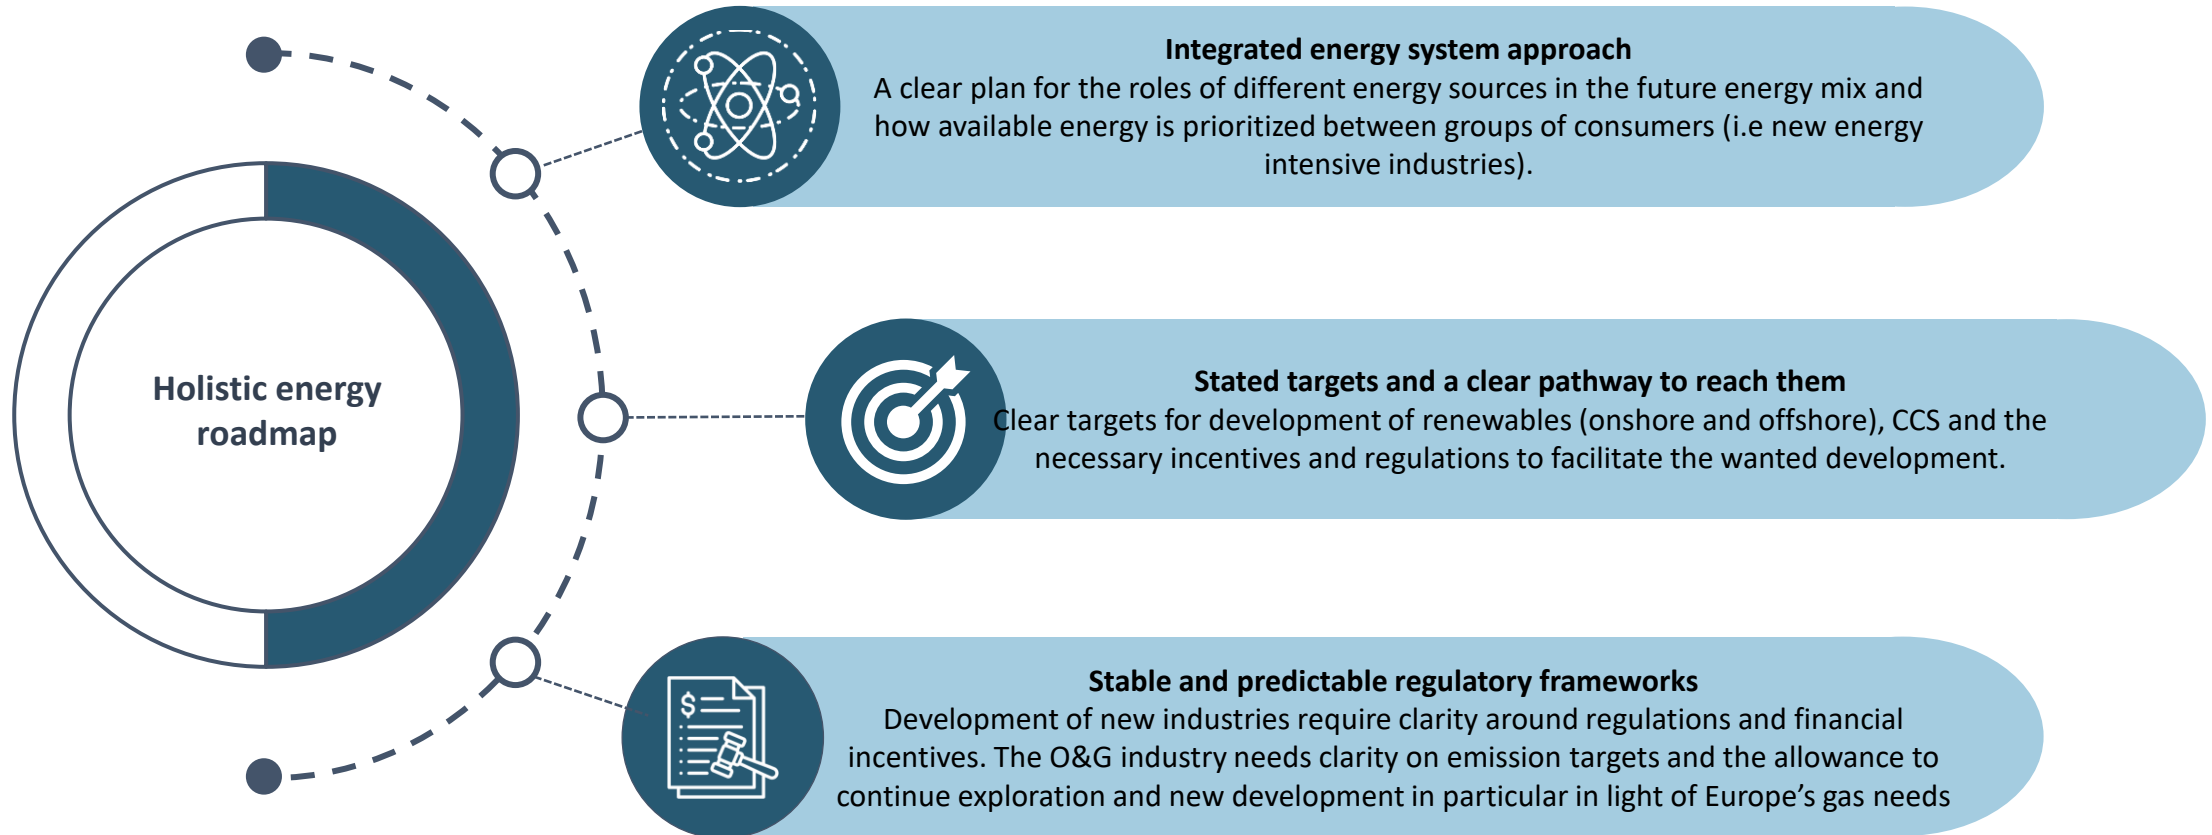 Holistic energy
roadmap
Integrated energy system approach
A clear plan for the roles of different energy sources in the future energy mix and
how available energy is prioritized between groups of consumers (i.e new energy
intensive industries).
Stated targets and a clear pathway to reach them
Clear targets for development of renewables (onshore and offshore), CCS and the
necessary incentives and regulations to facilitate the wanted development.
$
Stable and predictable regulatory frameworks
Development of new industries require clarity around regulations and financial
incentives. The O&G industry needs clarity on emission targets and the allowance to
continue exploration and new development in particular in light of Europe’s gas needs